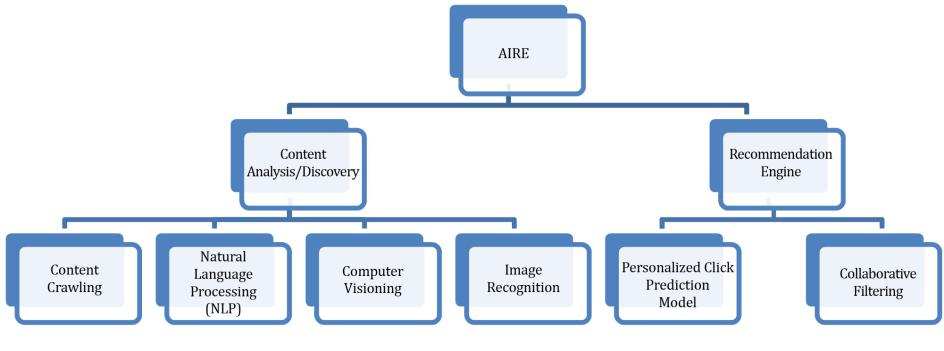 AIRE
Content
Analysis/Discovery
Recommendation
Engine
Content
Crawling
Natural
Language
Processing
(NLP)
Computer
Visioning
Image
Recognition
Personalized Click
Prediction
Model
Collaborative
Filtering